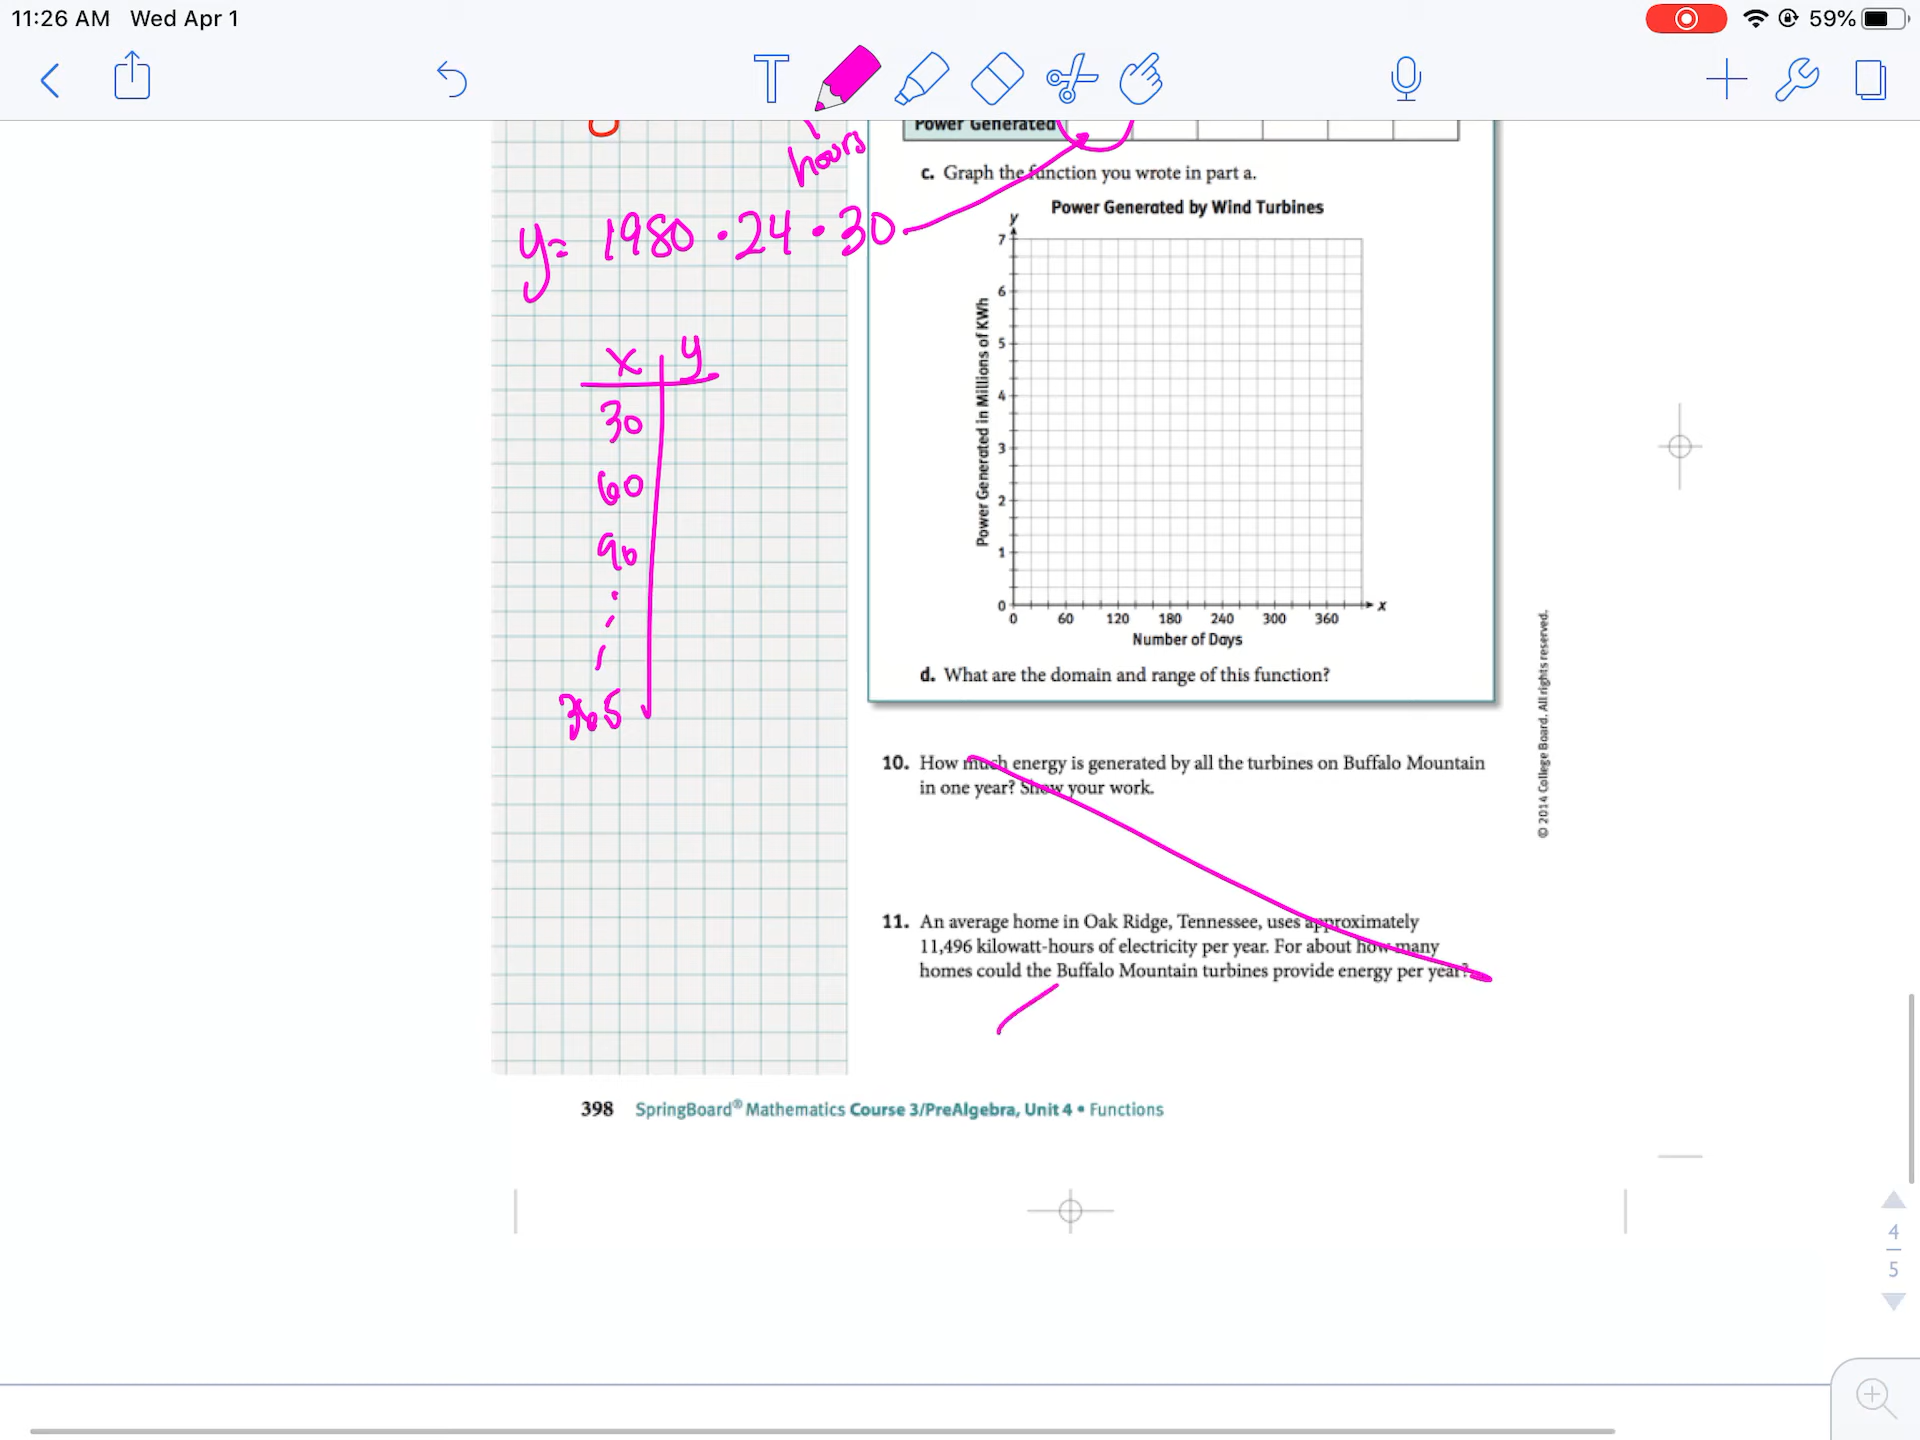 11:26 AM Wed Apr 1
59%
T
Power Generated
hours
c. Graph the function you wrote in part a.
y= 1980 · 24 · 30
Power Generated by Wind Turbines
y
7
6
5
4
3
2
1
0
Power Generated in Millions of KWh
0 60 120 180 240 300 360
x
Number of Days
x y
30
60
90
365
d. What are the domain and range of this function?
10. How much energy is generated by all the turbines on Buffalo Mountain
in one year? Show your work.
11. An average home in Oak Ridge, Tennessee, uses approximately
11,496 kilowatt-hours of electricity per year. For about how many
homes could the Buffalo Mountain turbines provide energy per year?
© 2014 College Board. All rights reserved.
398 SpringBoard® Mathematics Course 3/PreAlgebra, Unit 4 • Functions
4
5